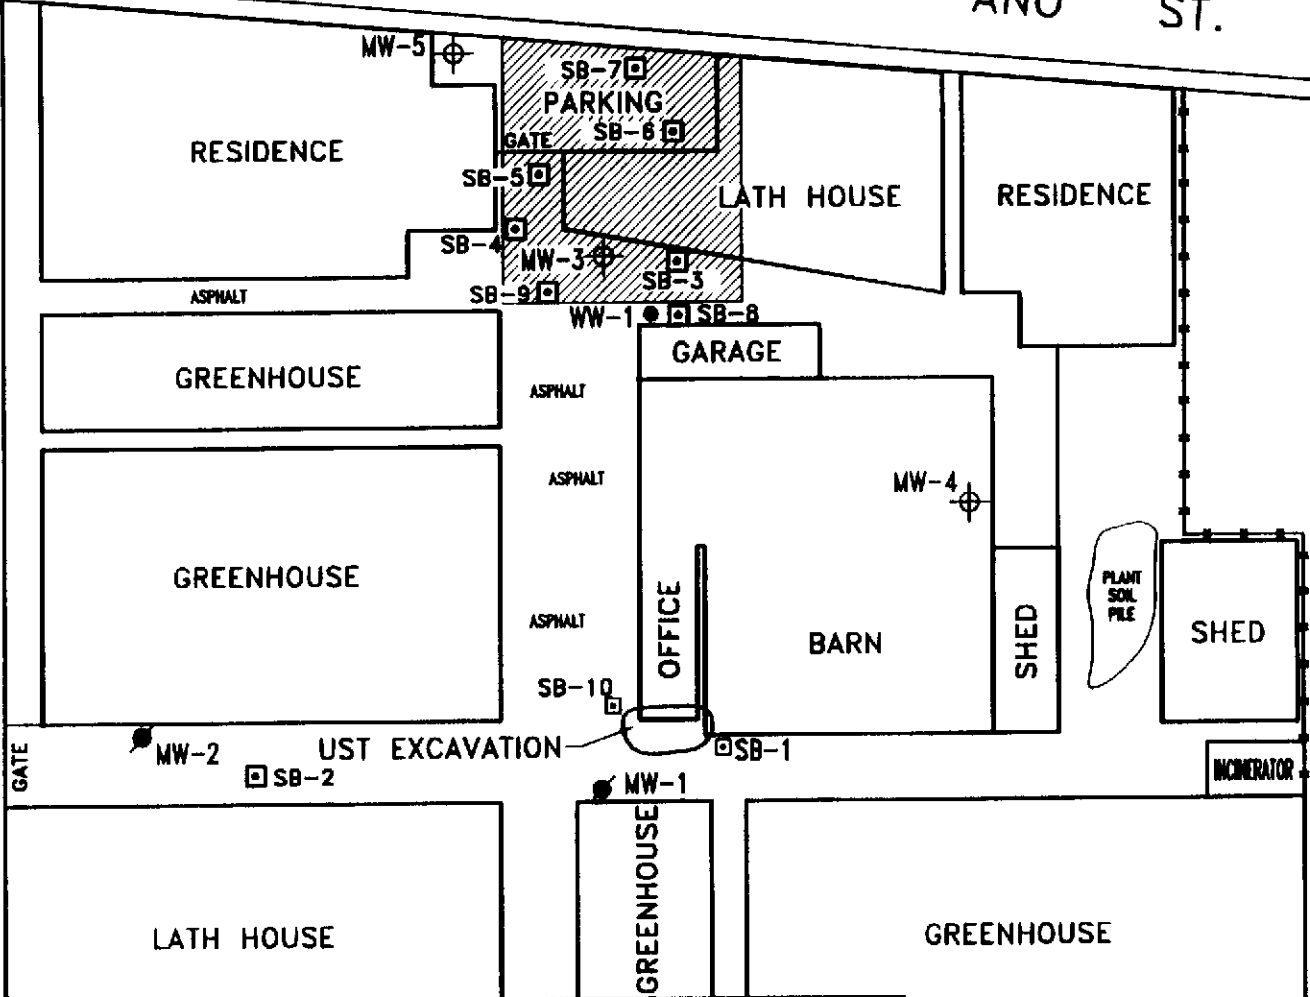 ANO ST.
MW-5
SB-7
PARKING
SB-6
GATE
RESIDENCE
SB-5
LATH HOUSE
RESIDENCE
SB-4
MW-3
SB-3
ASPHALT
SB-9
WW-1
SB-8
GARAGE
GREENHOUSE
ASPHALT
ASPHALT
MW-4
GREENHOUSE
PLANT
SOIL
PILE
ASPHALT
OFFICE
BARN
SHED
SHED
SB-10
MW-2
UST EXCAVATION
SB-1
GATE
SB-2
MW-1
INCINERATOR
GREENHOUSE
LATH HOUSE
GREENHOUSE